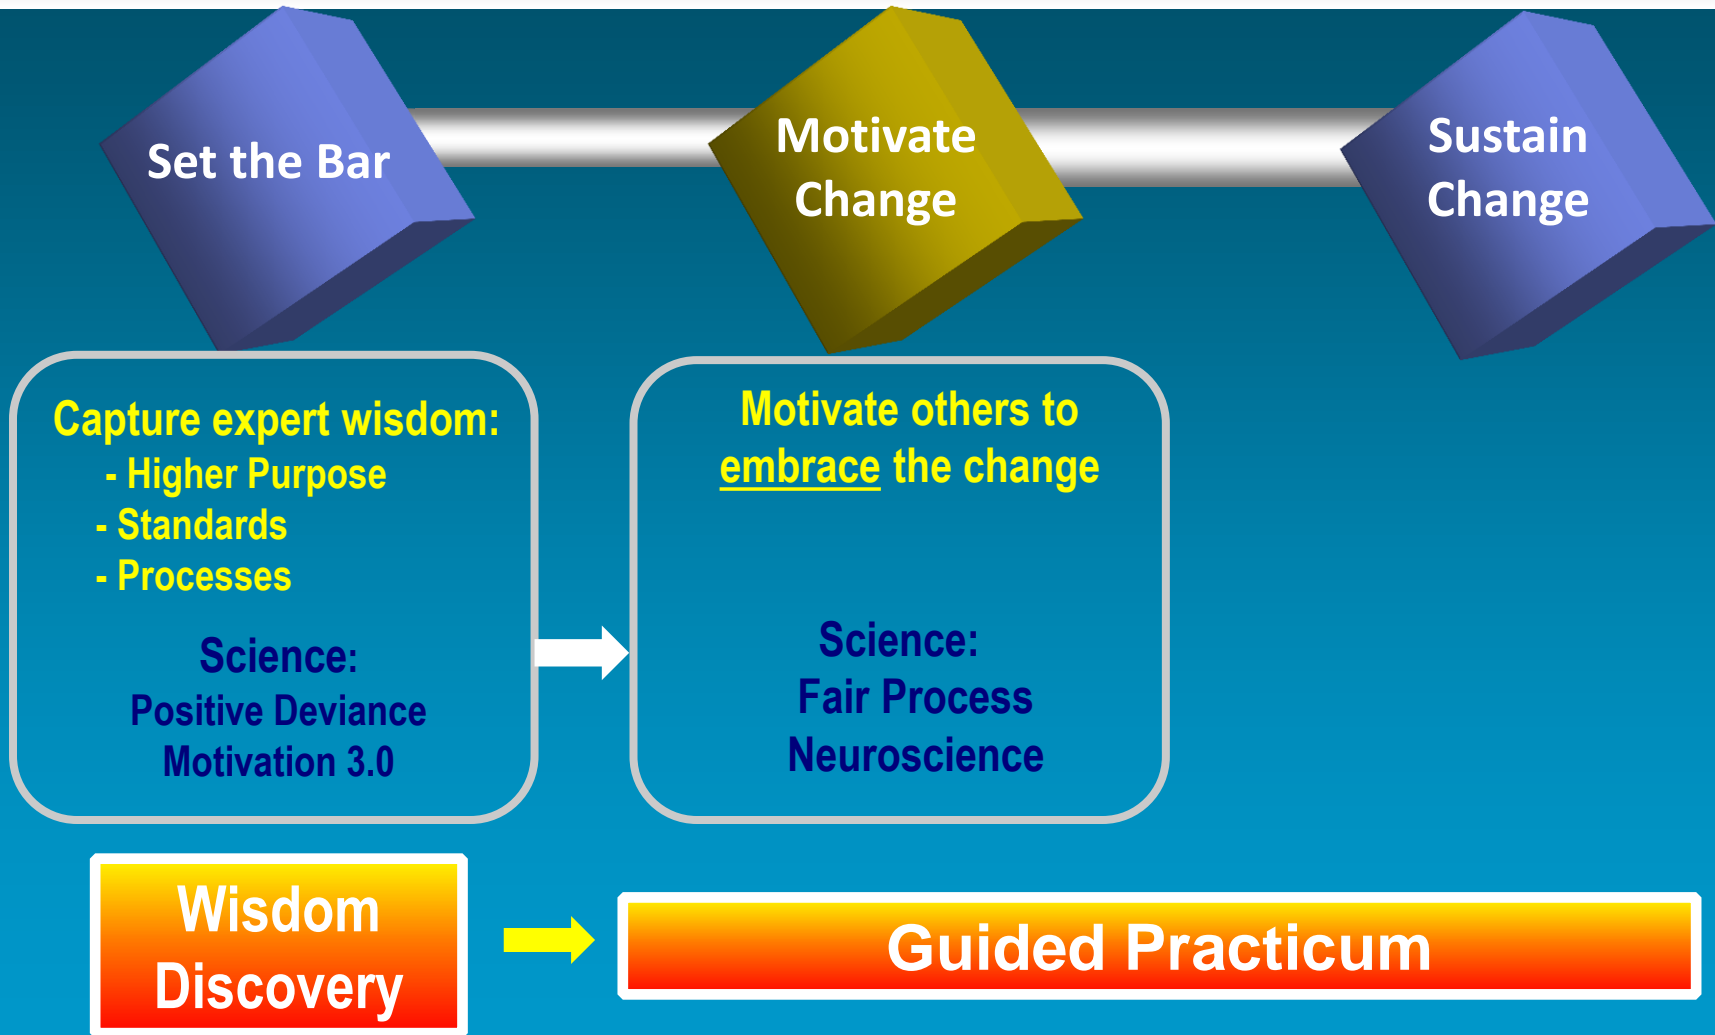 Set the Bar
Motivate
Change
Sustain
Change
Capture expert wisdom:
- Higher Purpose
- Standards
- Processes
Science:
Positive Deviance
Motivation 3.0
Motivate others to
embrace the change
Science:
Fair Process
Neuroscience
Wisdom
Discovery
Guided Practicum